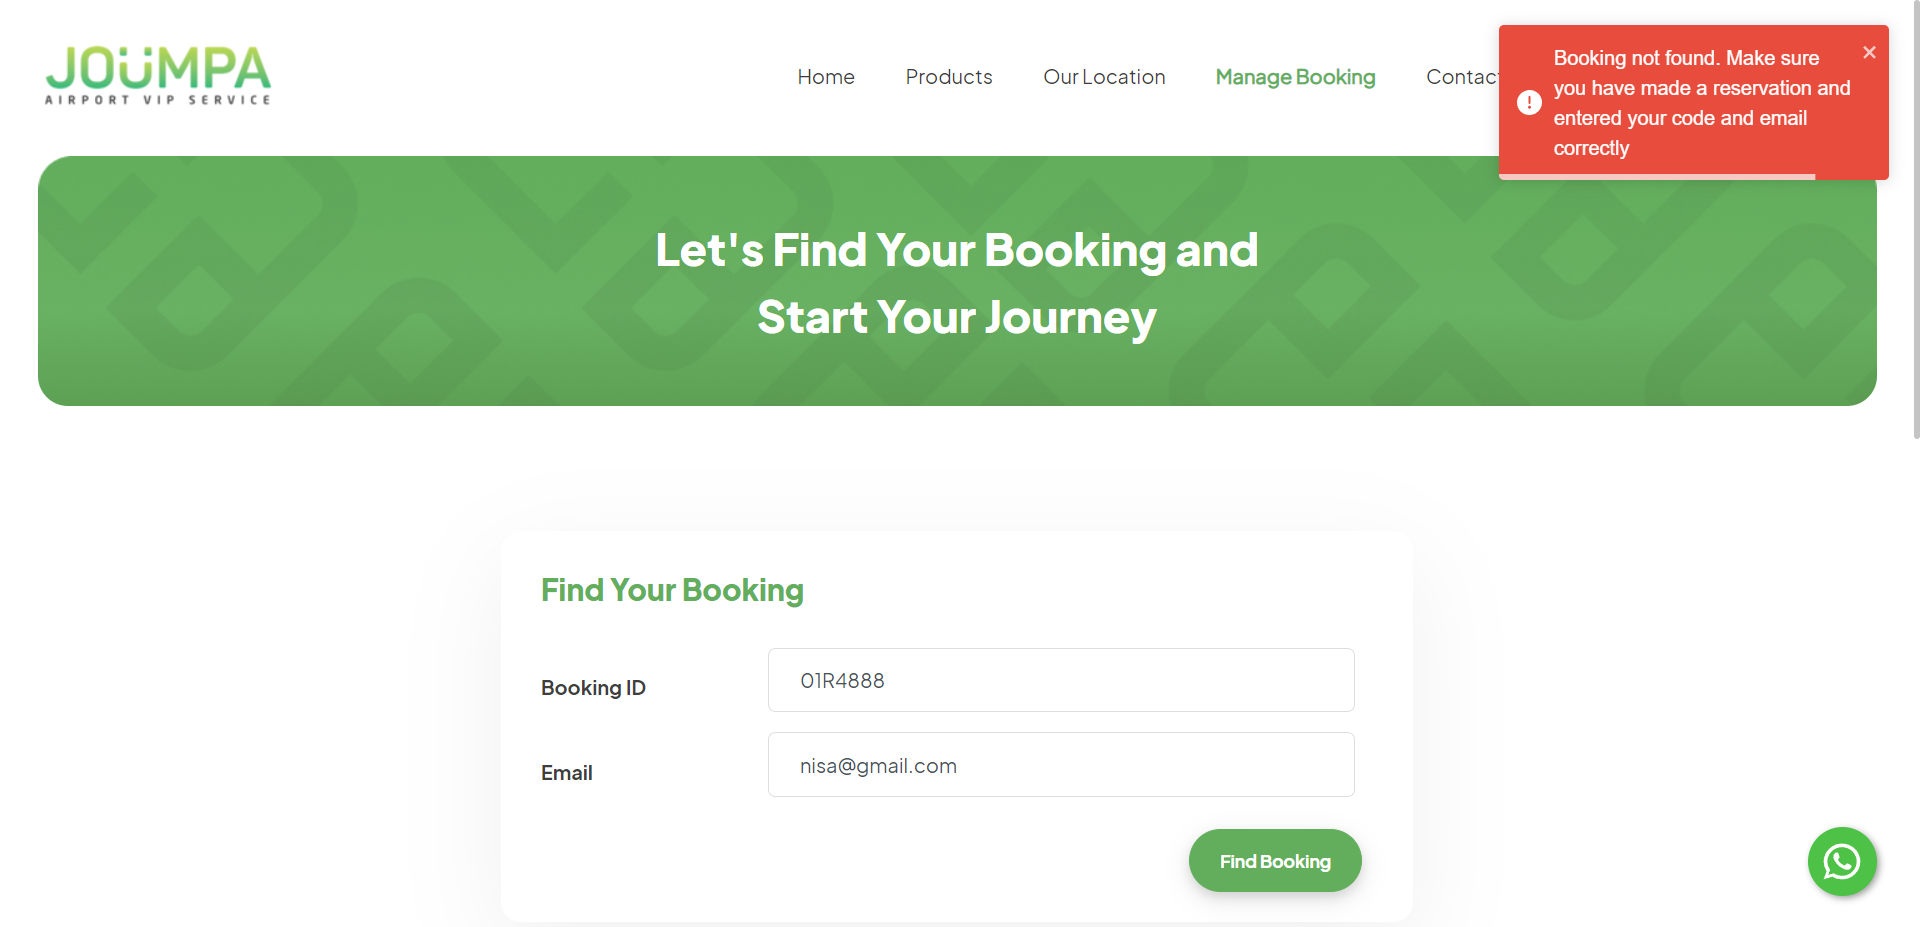 JOUMPA
AIRPORT VIP SERVICE
Home
Products
Our Location
Manage Booking
Contact
Booking not found. Make sure
you have made a reservation and
entered your code and email
correctly
Let's Find Your Booking and
Start Your Journey
Find Your Booking
Booking ID
01R4888
Email
nisa@gmail.com
Find Booking